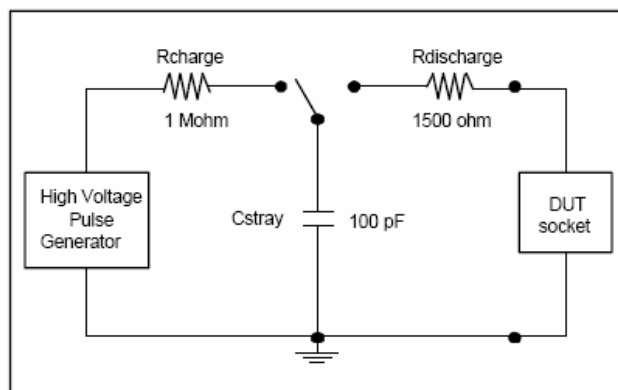 Rcharge
1 Mohm
Rdischarge
1500 ohm
High Voltage
Pulse
Generator
Cstray
100 pF
DUT
socket